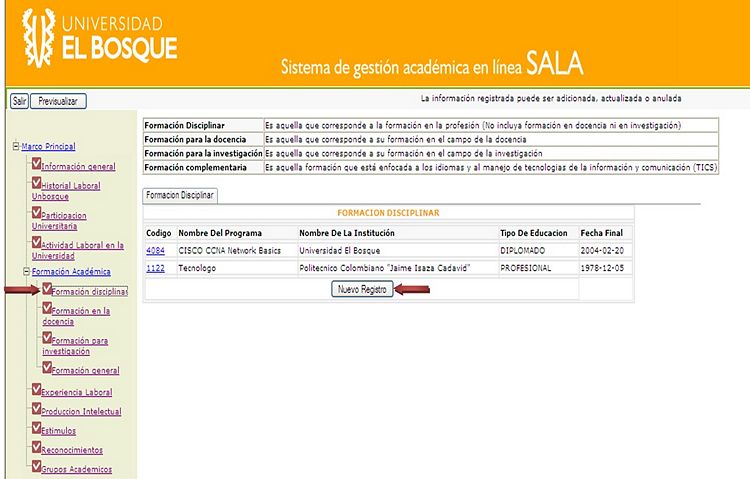 UNIVERSIDAD
EL BOSQUE
Sistema de gestión académica en línea SALA
Salir Previsualizar
La información registrada puede ser adicionada, actualizada o anulada
Marco Principal
Información general
Historial Laboral
Unbosque
Participacion
Universitaria
Actividad Laboral en la
Universidad
Formación Académica
Formación disciplinar
Formación en la
docencia
Formación para
investigación
Formación general
Experiencia Laboral
Produccion Intelectual
Estimulos
Reconocimientos
Grupos Academicos
Formación Disciplinar Es aquella que corresponde a la formación en la profesión (No incluya formación en docencia ni en investigación)
Formación para la docencia Es aquella que corresponde a su formación en el campo de la docencia
Formación para la investigación Es aquella que corresponde a su formación en el campo de la investigación
Formación complementaria Es aquella formación que está enfocada a los idiomas y al manejo de tecnologias de la información y comunicación (TICS)
Formacion Disciplinar
FORMACION DISCIPLINAR
Codigo Nombre Del Programa Nombre De La Institución Tipo De Educacion Fecha Final
4084 CISCO CCNA Network Basics Universidad El Bosque DIPLOMADO 2004-02-20
1122 Tecnologo Politecnico Colombiano "Jaime Isaza Cadavid" PROFESIONAL 1978-12-05
Nuevo Registro